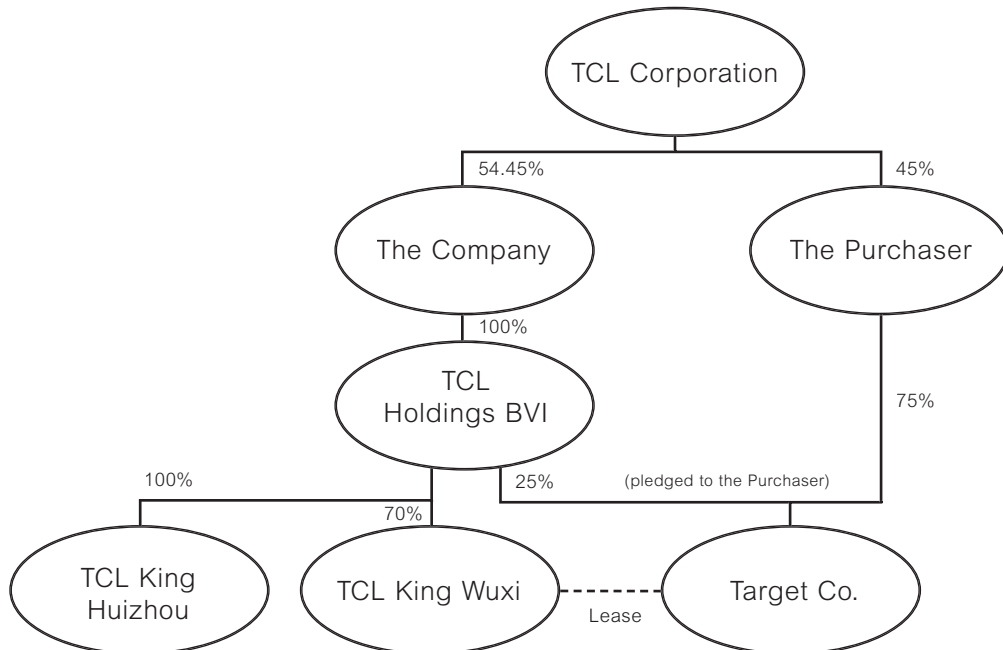 TCL Corporation
54.45%
45%
The Company
The Purchaser
100%
TCL
Holdings BVI
75%
100%
25%
(pledged to the Purchaser)
70%
TCL King
Huizhou
TCL King Wuxi
Target Co.
Lease